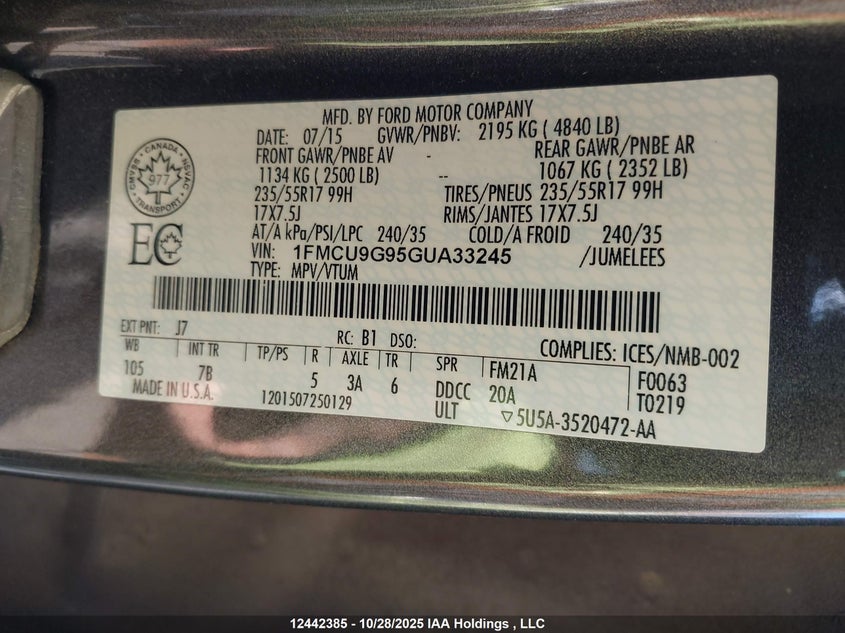 MFD. BY FORD MOTOR COMPANY
DATE: 07/15 GVWR/PNBV: 2195 KG ( 4840 LB)
FRONT GAWR/PNBE AV - REAR GAWR/PNBE AR
1134 KG ( 2500 LB) - 1067 KG ( 2352 LB)
235/55R17 99H TIRES/PNEUS 235/55R17 99H
17X7.5J RIMS/JANTES 17X7.5J
AT/A kPa/PSI/LPC 240/35 COLD/A FROID 240/35
VIN: 1FMCU9G95GUA33245 /JUMELEES
TYPE: MPV/VTUM
CANADA
CMVSR NSVAC
977
TRANSPORT
EC
EXT PNT: J7 RC: B1 DSO: COMPLIES: ICES/NMB-002
WB INT TR TP/PS R AXLE TR SPR FM21A F0063
105 7B 5 3A 6 DDCC 20A T0219
MADE IN U.S.A. 1201507250129 ULT ▽5U5A-3520472-AA
12442385 - 10/28/2025 IAA Holdings , LLC